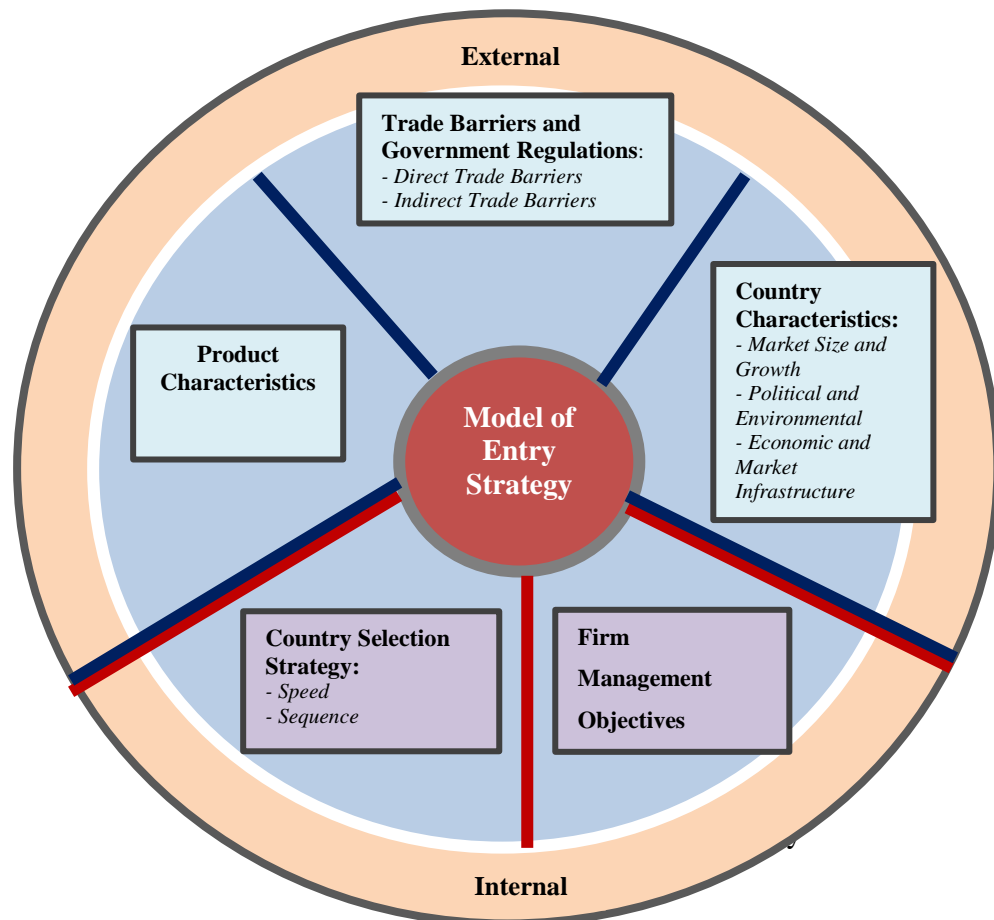 External
Trade Barriers and
Government Regulations:
- Direct Trade Barriers
- Indirect Trade Barriers
Country
Characteristics:
- Market Size and
Growth
- Political and
Environmental
- Economic and
Market
Infrastructure
Product
Characteristics
Model of
Entry
Strategy
Country Selection
Strategy:
- Speed
- Sequence
Firm
Management
Objectives
Internal